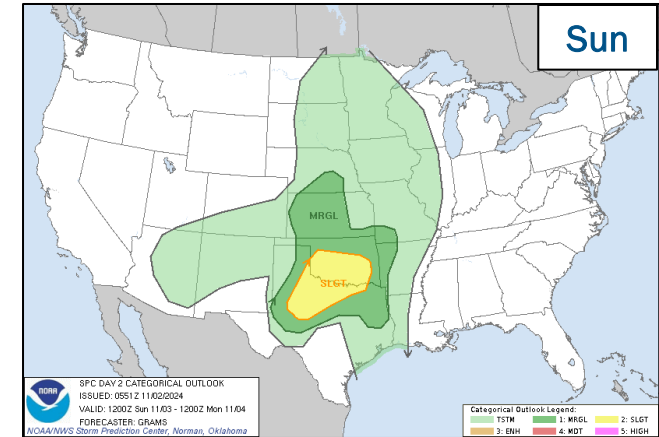 Sun
MRGL
SLGT
SPC DAY 2 CATEGORICAL OUTLOOK
ISSUED: 0551Z 11/02/2024
VALID: 1200Z Sun 11/03 - 1200Z Mon 11/04
FORECASTER: GRAMS
NOAA/NWS Storm Prediction Center, Norman, Oklahoma
NOAA
Categorical Outlook Legend:
TSTM 1: MRGL 2: SLGT
3: ENH 4: MDT 5: HIGH